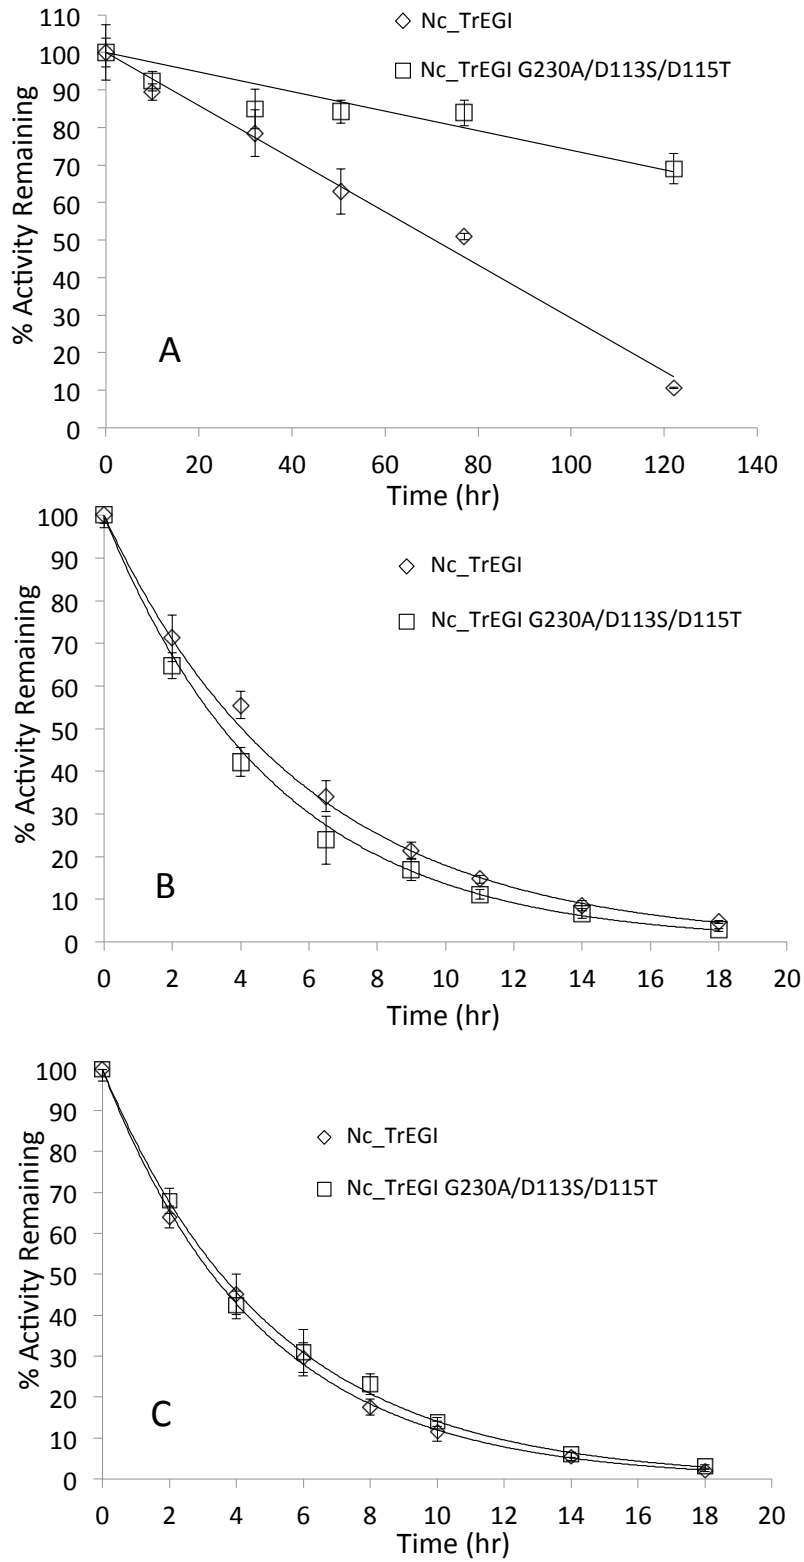 110
100
90
80
70
60
50
40
30
20
10
0
% Activity Remaining
Nc_TrEGI
Nc_TrEGI G230A/D113S/D115T
A
0 20 40 60 80 100 120 140
Time (hr)
100
90
80
70
60
50
40
30
20
10
0
% Activity Remaining
Nc_TrEGI
Nc_TrEGI G230A/D113S/D115T
B
0 2 4 6 8 10 12 14 16 18 20
Time (hr)
100
90
80
70
60
50
40
30
20
10
0
% Activity Remaining
Nc_TrEGI
Nc_TrEGI G230A/D113S/D115T
C
0 2 4 6 8 10 12 14 16 18 20
Time (hr)